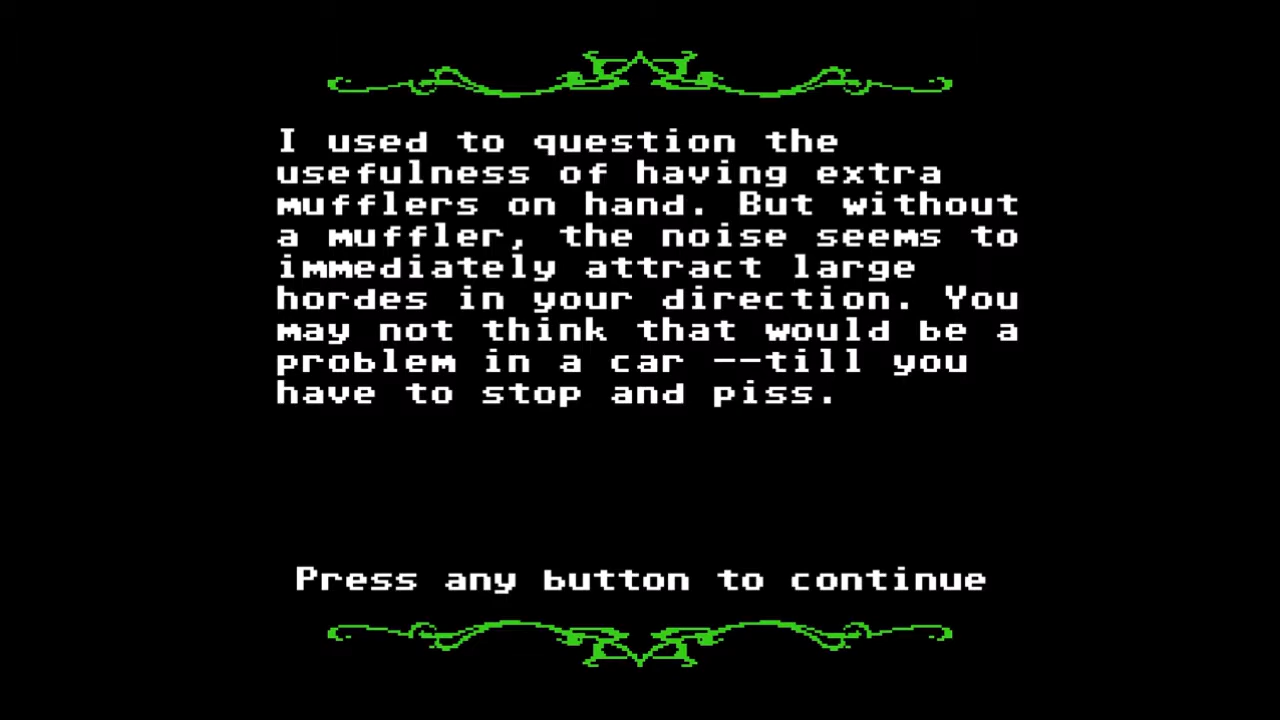 I used to question the
usefulness of having extra
mufflers on hand. But without
a muffler, the noise seems to
immediately attract large
hordes in your direction. You
may not think that would be a
problem in a car --till you
have to stop and piss.
Press any button to continue